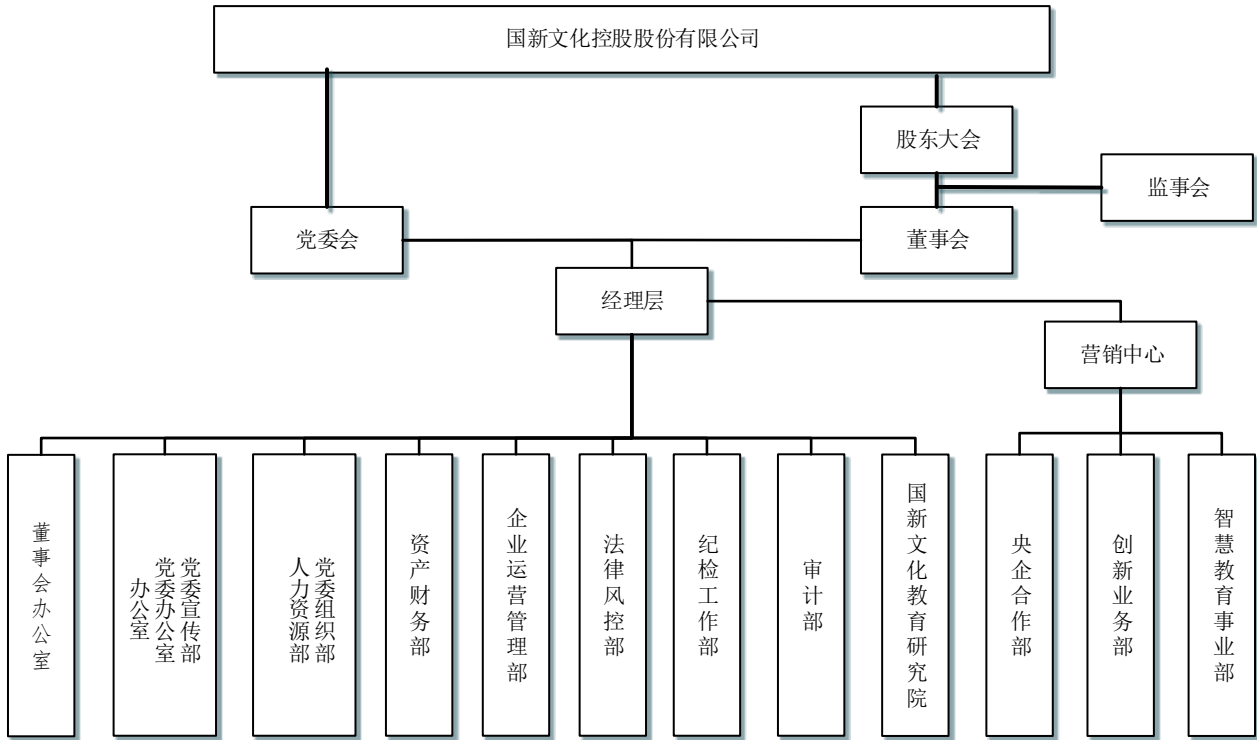 国新文化控股股份有限公司
股东大会
监事会
党委会
董事会
经理层
营销中心
董事会办公室
党委宣传部
党委办公室
办公室
党委组织部
人力资源部
资产财务部
企业运营管理部
法律风控部
纪检工作部
审计部
国新文化教育研究院
央企合作部
创新业务部
智慧教育事业部